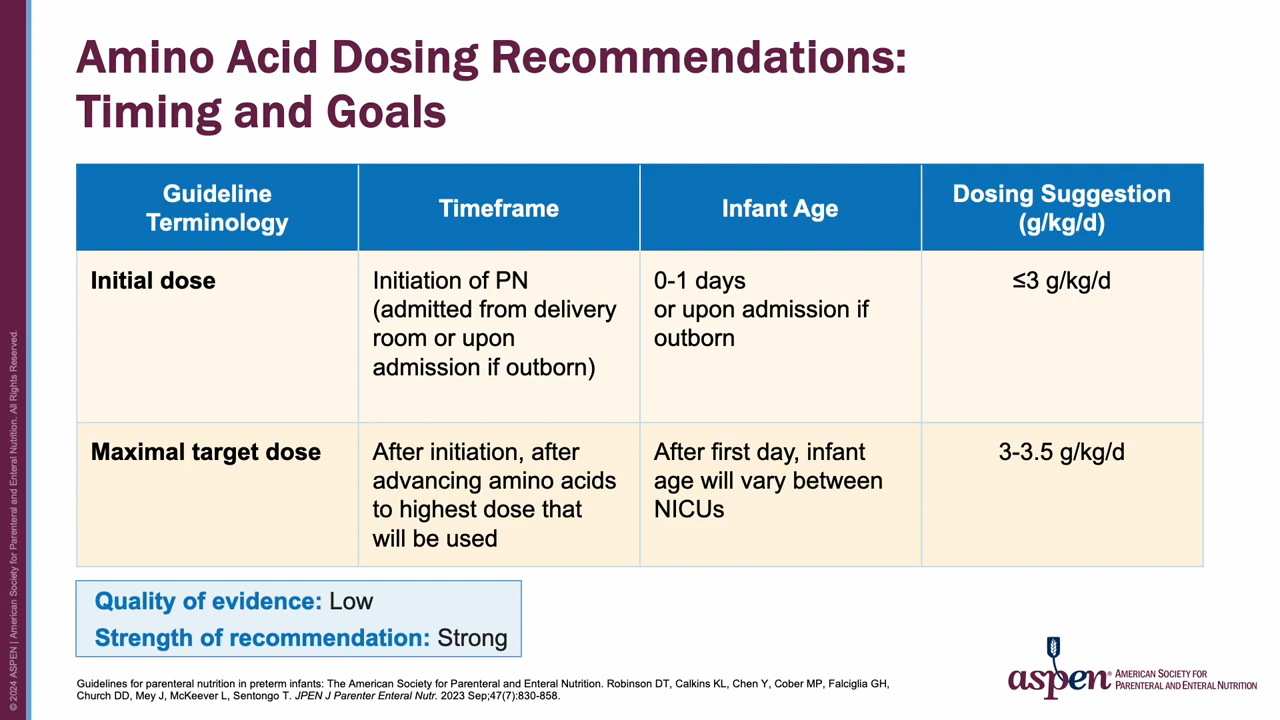 Amino Acid Dosing Recommendations:
Timing and Goals
Guideline
Terminology
Timeframe
Infant Age
Dosing Suggestion
(g/kg/d)
Initial dose
Initiation of PN
(admitted from delivery
room or upon
admission if outborn)
0-1 days
or upon admission if
outborn
≤3 g/kg/d
Maximal target dose
After initiation, after
advancing amino acids
to highest dose that
will be used
After first day, infant
age will vary between
NICUs
3-3.5 g/kg/d
Quality of evidence: Low
Strength of recommendation: Strong
Guidelines for parenteral nutrition in preterm infants: The American Society for Parenteral and Enteral Nutrition. Robinson DT, Calkins KL, Chen Y, Cober MP, Falciglia GH,
Church DD, Mey J, McKeever L, Sentongo T. JPEN J Parenter Enteral Nutr. 2023 Sep;47(7):830-858.
aspen®
AMERICAN SOCIETY FOR
PARENTERAL AND ENTERAL NUTRITION
© 2024 ASPEN | American Society for Parenteral and Enteral Nutrition. All Rights Reserved.